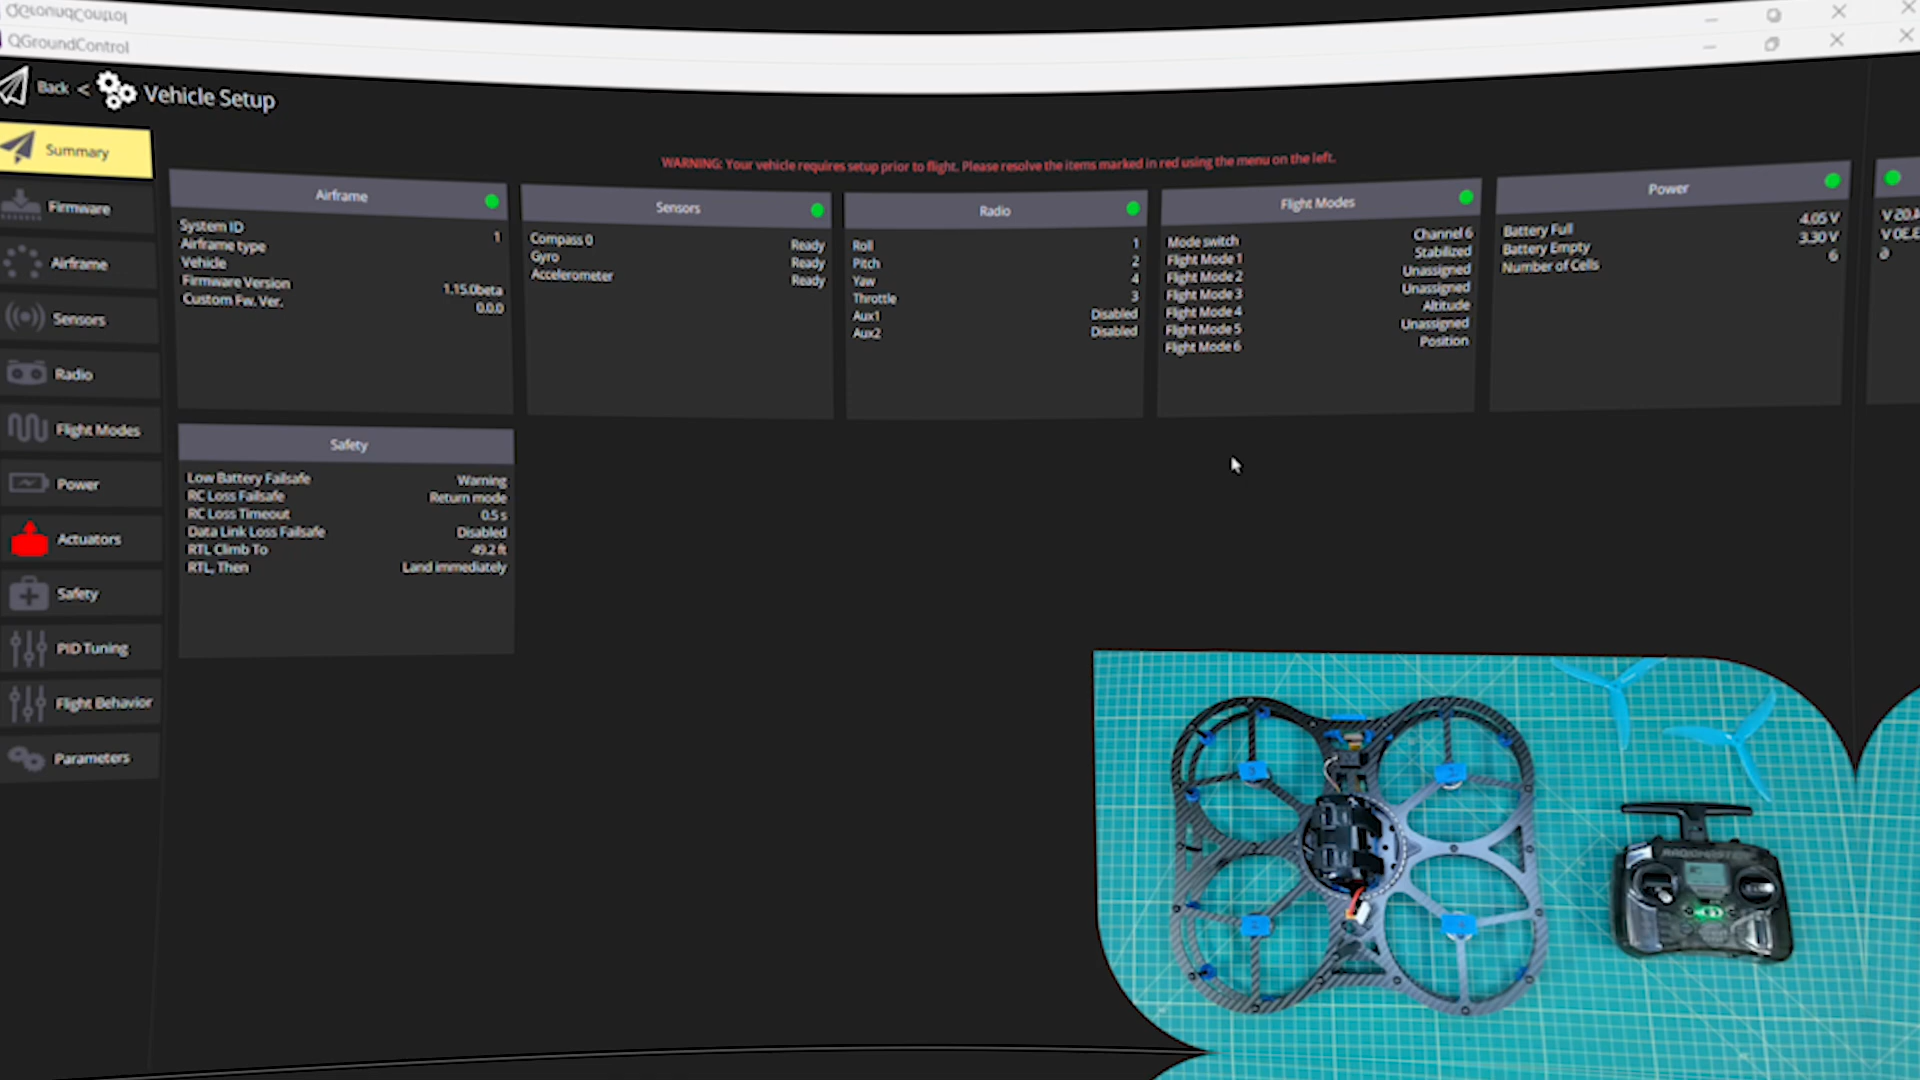 QGroundControl
QGroundControl
Back < Vehicle Setup
Summary
Firmware
Airframe
Sensors
Radio
Flight Modes
Power
Actuators
Safety
PID Tuning
Flight Behavior
Parameters
WARNING: Your vehicle requires setup prior to flight. Please resolve the items marked in red using the menu on the left.
Airframe
System ID 1
Airframe type
Vehicle
Firmware Version 1.15.0beta
Custom Fw. Ver. 0.0.0
Sensors
Compass 0 Ready
Gyro Ready
Accelerometer Ready
Radio
Roll 1
Pitch 2
Yaw 4
Throttle 3
Aux1 Disabled
Aux2 Disabled
Flight Modes
Mode switch Channel 6
Flight Mode 1 Stabilized
Flight Mode 2 Unassigned
Flight Mode 3 Unassigned
Flight Mode 4 Altitude
Flight Mode 5 Unassigned
Flight Mode 6 Position
Power
Battery Full 4.05 V
Battery Empty 3.30 V
Number of Cells 6
Safety
Low Battery Failsafe Warning
RC Loss Failsafe Return mode
RC Loss Timeout 0.5 s
Data Link Loss Failsafe Disabled
RTL Climb To 49.2 ft
RTL, Then Land immediately
RADIOMASTER